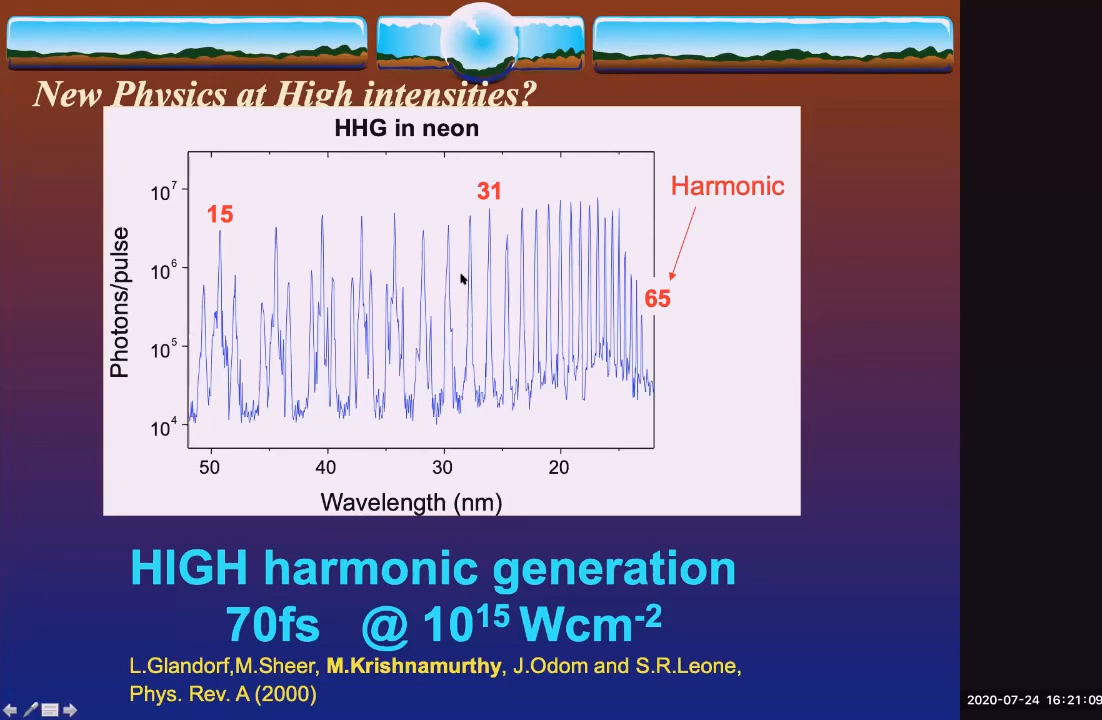 New Physics at High intensities?
HHG in neon
Harmonic
15
31
65
10⁷
10⁶
10⁵
10⁴
Photons/pulse
50 40 30 20
Wavelength (nm)
HIGH harmonic generation
70fs @ 10¹⁵ Wcm⁻²
L.Glandorf,M.Sheer, M.Krishnamurthy, J.Odom and S.R.Leone,
Phys. Rev. A (2000)
2020-07-24 16:21:09